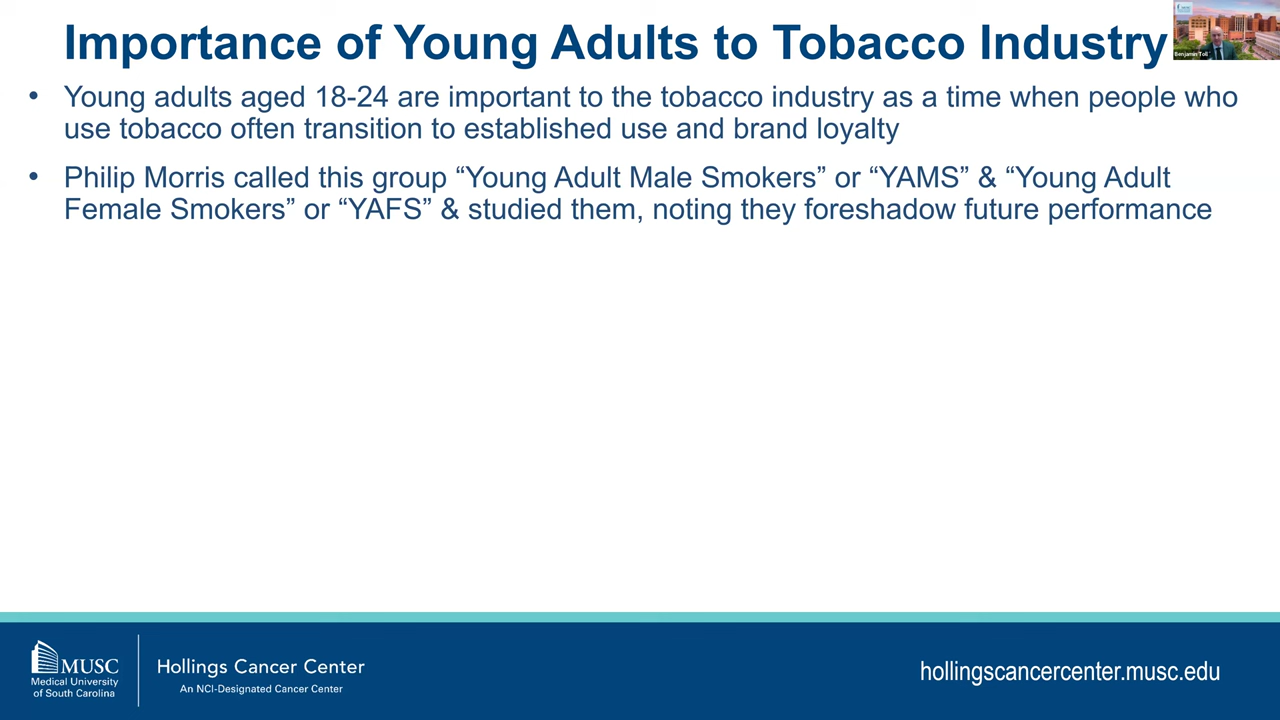 Importance of Young Adults to Tobacco Industry
Benjamin Toll
• Young adults aged 18-24 are important to the tobacco industry as a time when people who
use tobacco often transition to established use and brand loyalty
• Philip Morris called this group “Young Adult Male Smokers” or “YAMS” & “Young Adult
Female Smokers” or “YAFS” & studied them, noting they foreshadow future performance
MUSC
Medical University
of South Carolina
Hollings Cancer Center
An NCI-Designated Cancer Center
hollingscancercenter.musc.edu